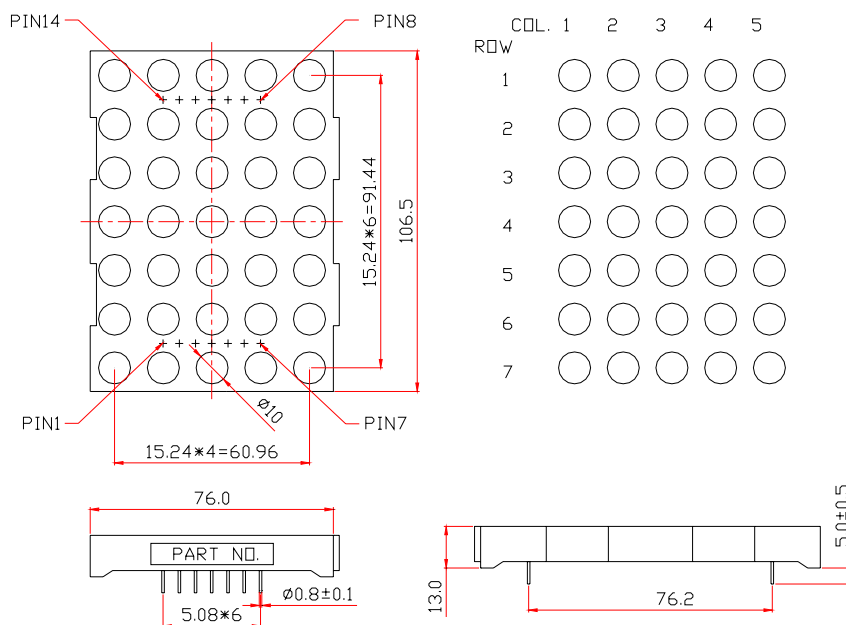 PIN14
PIN8
COL. 1 2 3 4 5
ROW
1
2
3
4
5
6
7
15.24*6=91.44
106.5
PIN1
ø10
PIN7
15.24*4=60.96
76.0
PART NO.
ø0.8±0.1
5.08*6
13.0
76.2
5.0±0.5